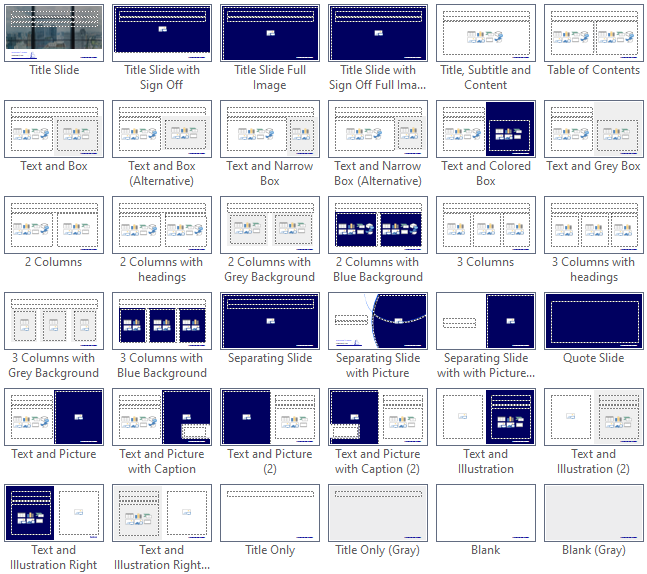 Title Slide
Title Slide with
Sign Off
Title Slide Full
Image
Title Slide with
Sign Off Full Ima...
Title, Subtitle and
Content
Table of Contents
Text and Box
Text and Box
(Alternative)
Text and Narrow
Box
Text and Narrow
Box (Alternative)
Text and Colored
Box
Text and Grey Box
2 Columns
2 Columns with
headings
2 Columns with
Grey Background
2 Columns with
Blue Background
3 Columns
3 Columns with
headings
3 Columns with
Grey Background
3 Columns with
Blue Background
Separating Slide
Separating Slide
with Picture
Separating Slide
with with Picture...
Quote Slide
Text and Picture
Text and Picture
with Caption
Text and Picture
(2)
Text and Picture
with Caption (2)
Text and
Illustration
Text and
Illustration (2)
Text and
Illustration Right
Text and
Illustration Right...
Title Only
Title Only (Gray)
Blank
Blank (Gray)